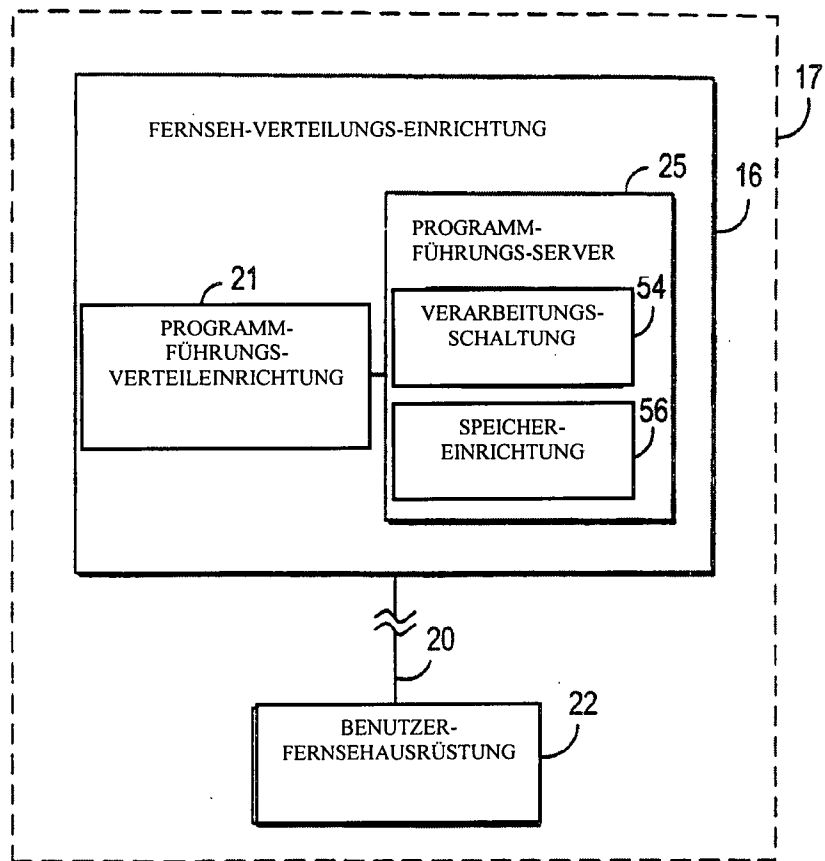 17
FERNSEH-VERTEILUNGS-EINRICHTUNG
16
25
PROGRAMM-
FÜHRUNGS-SERVER
21
54
PROGRAMM-
FÜHRUNGS-
VERTEILEINRICHTUNG
VERARBEITUNGS-
SCHALTUNG
56
SPEICHER-
EINRICHTUNG
20
22
BENUTZER-
FERNSEHAUSRÜSTUNG